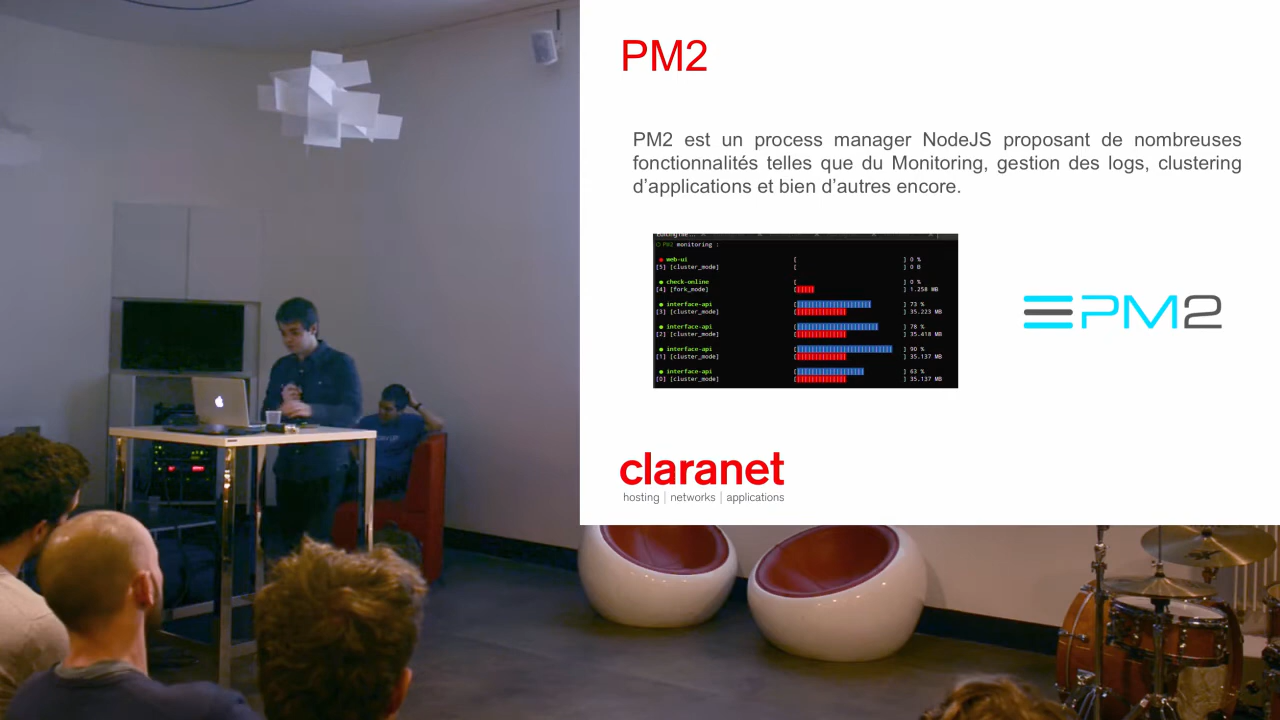 PM2
PM2 est un process manager NodeJS proposant de nombreuses
fonctionnalités telles que du Monitoring, gestion des logs, clustering
d'applications et bien d'autres encore.
PM2 monitoring :
● web-ui [ ] 0 %
[5] [cluster_mode] [ ] 0 B
● check-online [ ] 0 %
[4] [fork_mode] [||||| ] 1.258 MB
● interface-api [ ] 73 %
[3] [cluster_mode] [ ] 35.223 MB
● interface-api [ ] 78 %
[2] [cluster_mode] [ ] 35.418 MB
● interface-api [ ] 90 %
[1] [cluster_mode] [ ] 35.137 MB
● interface-api [ ] 63 %
[0] [cluster_mode] [ ] 35.137 MB
PM2
claranet
hosting | networks | applications